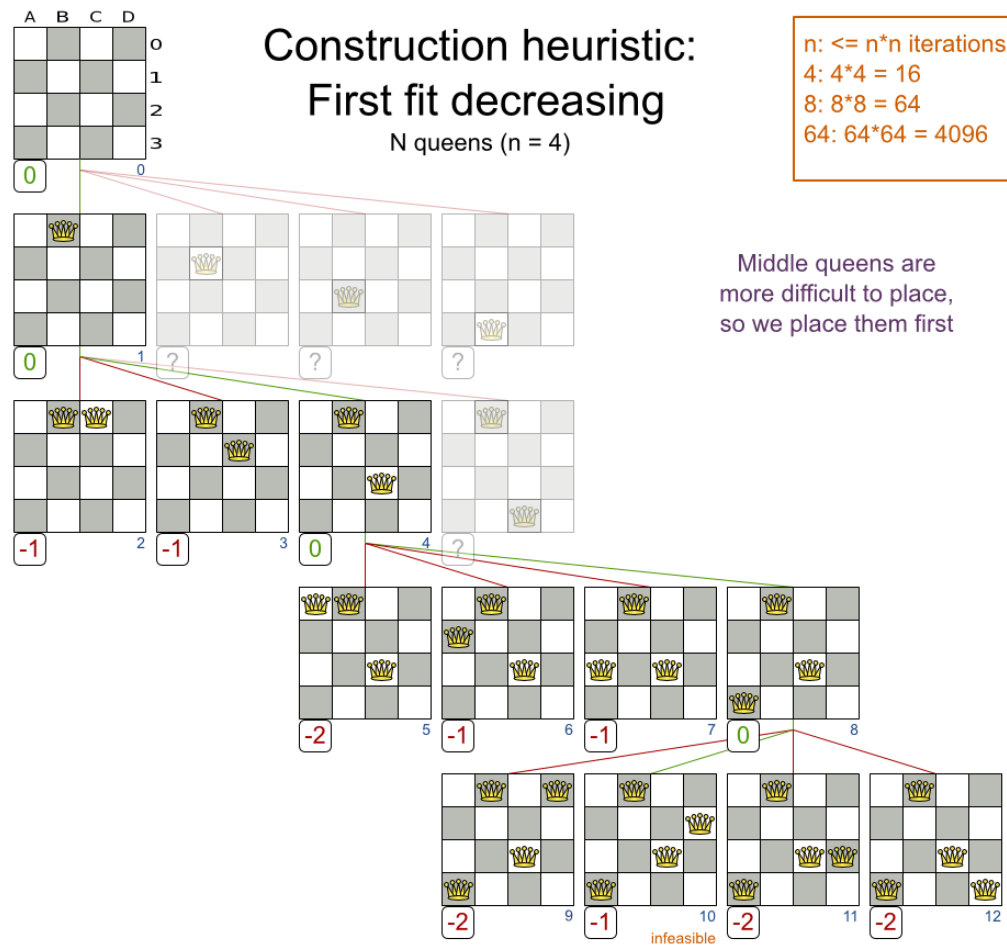 A B C D
0
1
2
3
Construction heuristic:
First fit decreasing
N queens (n = 4)
n: <= n*n iterations
4: 4*4 = 16
8: 8*8 = 64
64: 64*64 = 4096
0 0
Middle queens are
more difficult to place,
so we place them first
0 1 ? ? ?
-1 2 -1 3 0 4 ?
-2 5 -1 6 -1 7 0 8
-2 9 -1 10 -2 11 -2 12
infeasible